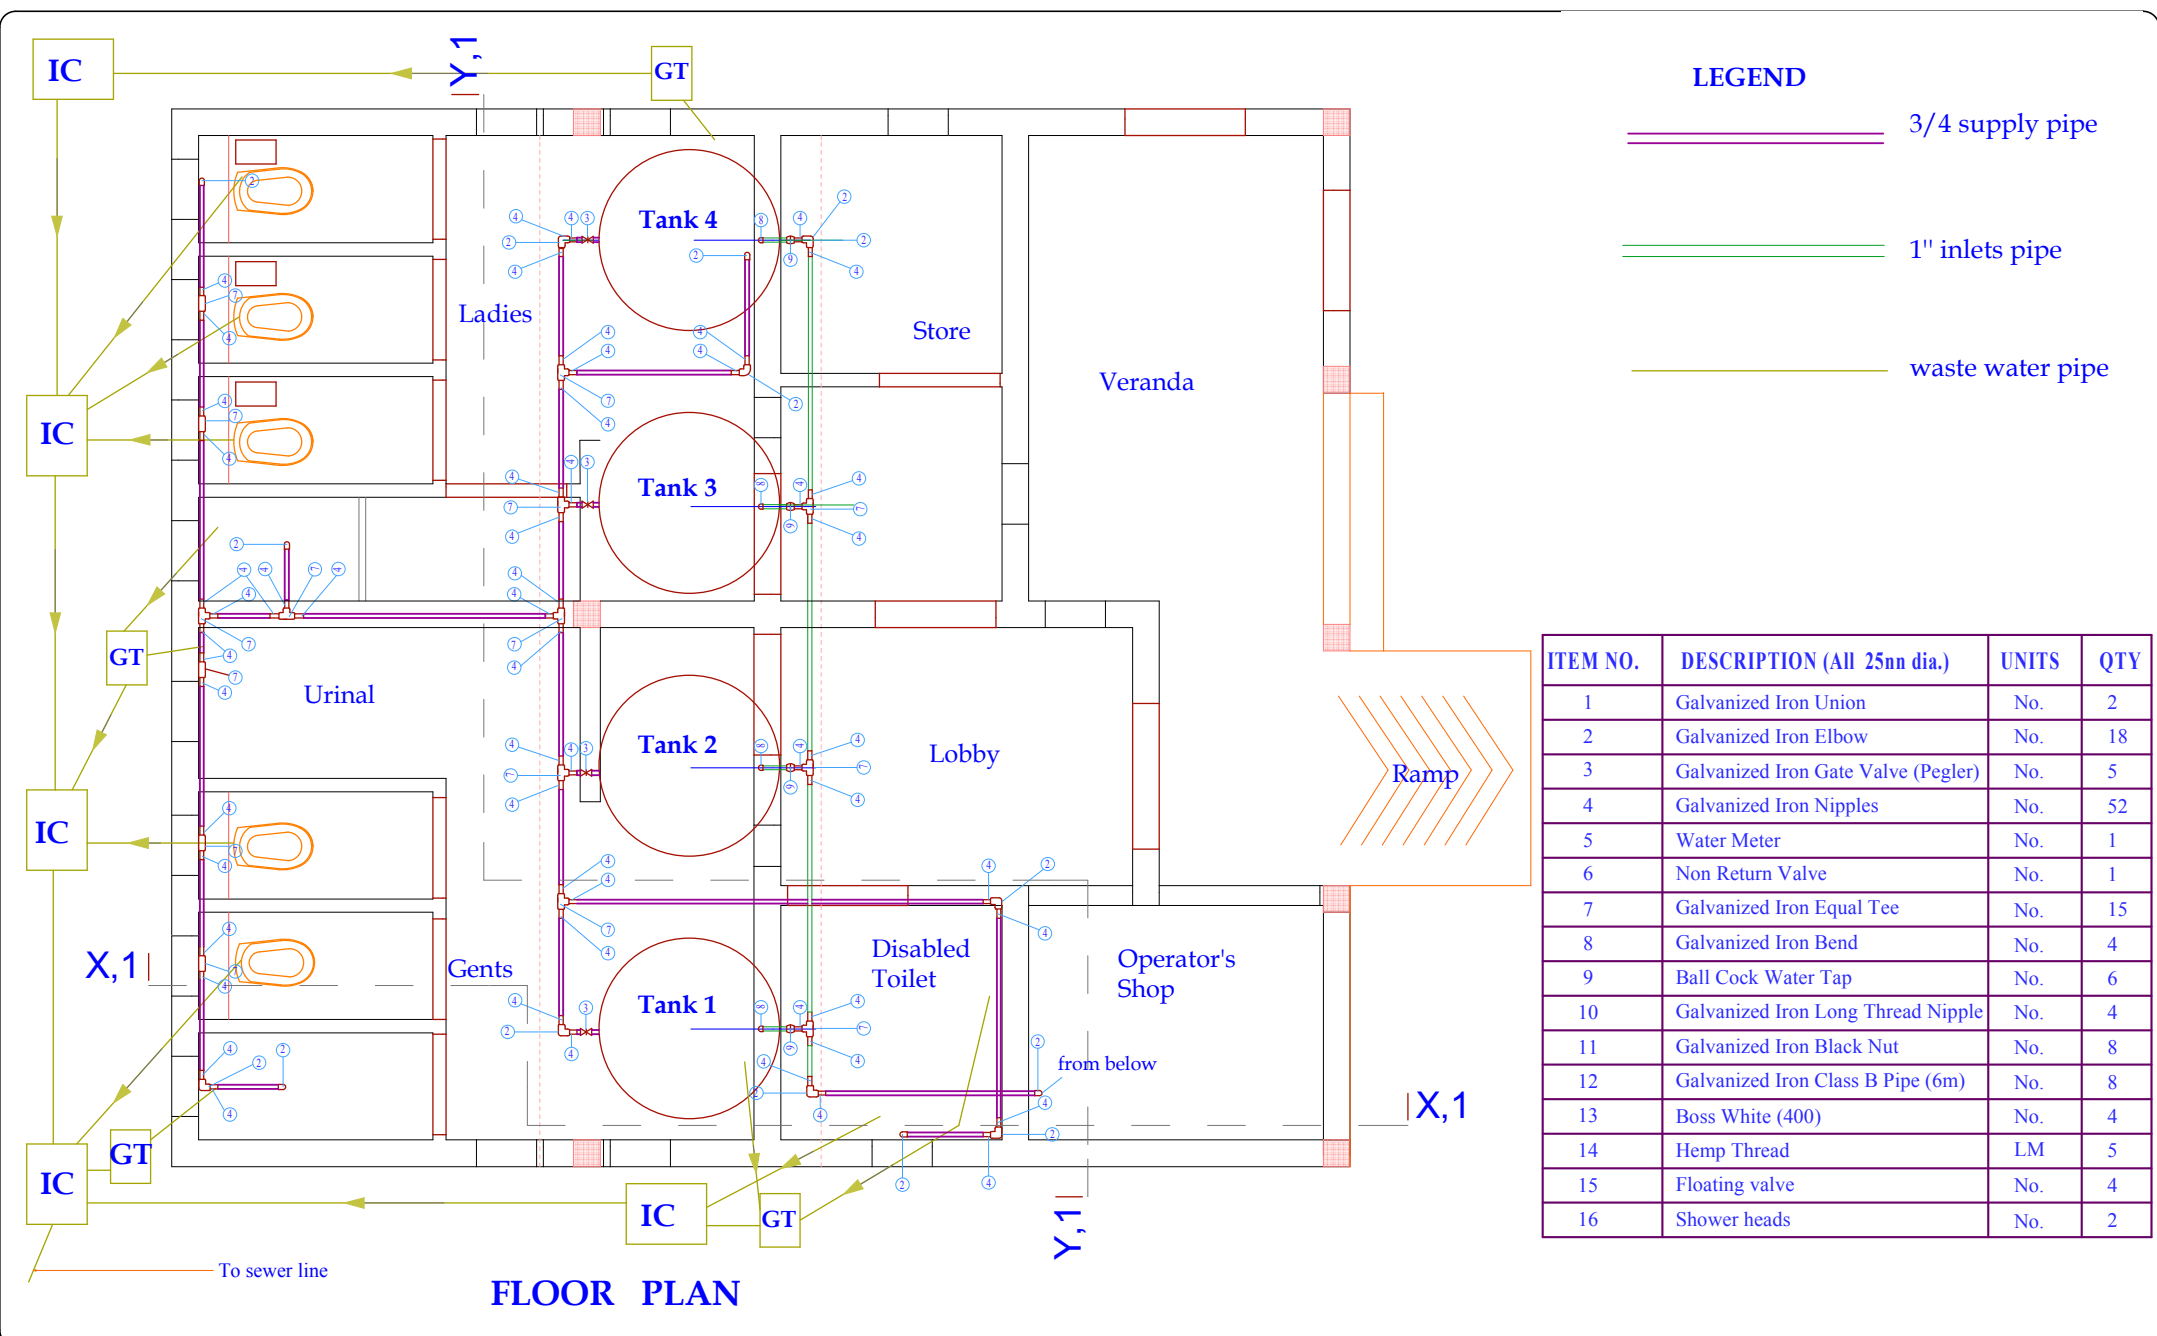 IC
Y,1
GT
LEGEND
3/4 supply pipe
1" inlets pipe
waste water pipe
Tank 4
Ladies
Store
Veranda
IC
Tank 3
GT
Urinal
Tank 2
Lobby
Ramp
IC
Disabled
Toilet
Operator's
Shop
Gents
Tank 1
X,1
from below
X,1
GT
IC
IC
GT
Y,1
To sewer line
FLOOR PLAN
ITEM NO. DESCRIPTION (All 25nn dia.) UNITS QTY
1 Galvanized Iron Union No. 2
2 Galvanized Iron Elbow No. 18
3 Galvanized Iron Gate Valve (Pegler) No. 5
4 Galvanized Iron Nipples No. 52
5 Water Meter No. 1
6 Non Return Valve No. 1
7 Galvanized Iron Equal Tee No. 15
8 Galvanized Iron Bend No. 4
9 Ball Cock Water Tap No. 6
10 Galvanized Iron Long Thread Nipple No. 4
11 Galvanized Iron Black Nut No. 8
12 Galvanized Iron Class B Pipe (6m) No. 8
13 Boss White (400) No. 4
14 Hemp Thread LM 5
15 Floating valve No. 4
16 Shower heads No. 2